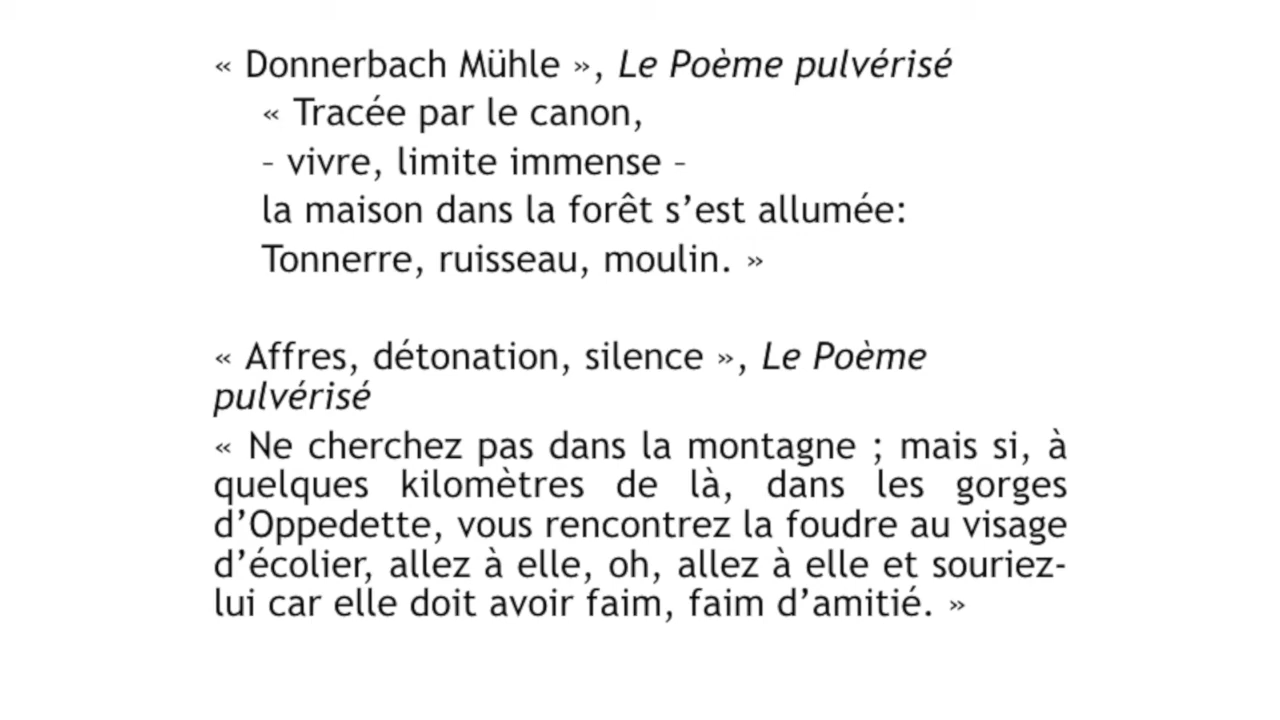 « Donnerbach Mühle », Le Poème pulvérisé
« Tracée par le canon,
– vivre, limite immense –
la maison dans la forêt s’est allumée:
Tonnerre, ruisseau, moulin. »
« Affres, détonation, silence », Le Poème
pulvérisé
« Ne cherchez pas dans la montagne ; mais si, à
quelques kilomètres de là, dans les gorges
d’Oppedette, vous rencontrez la foudre au visage
d’écolier, allez à elle, oh, allez à elle et souriez-
lui car elle doit avoir faim, faim d’amitié. »